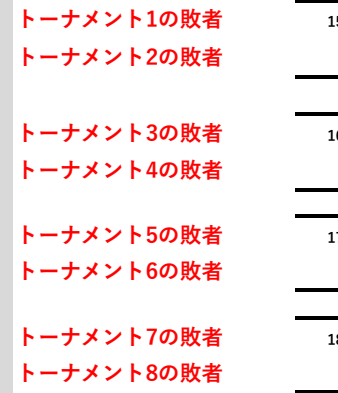 トーナメント1の敗者
15
トーナメント2の敗者
トーナメント3の敗者
16
トーナメント4の敗者
トーナメント5の敗者
17
トーナメント6の敗者
トーナメント7の敗者
18
トーナメント8の敗者